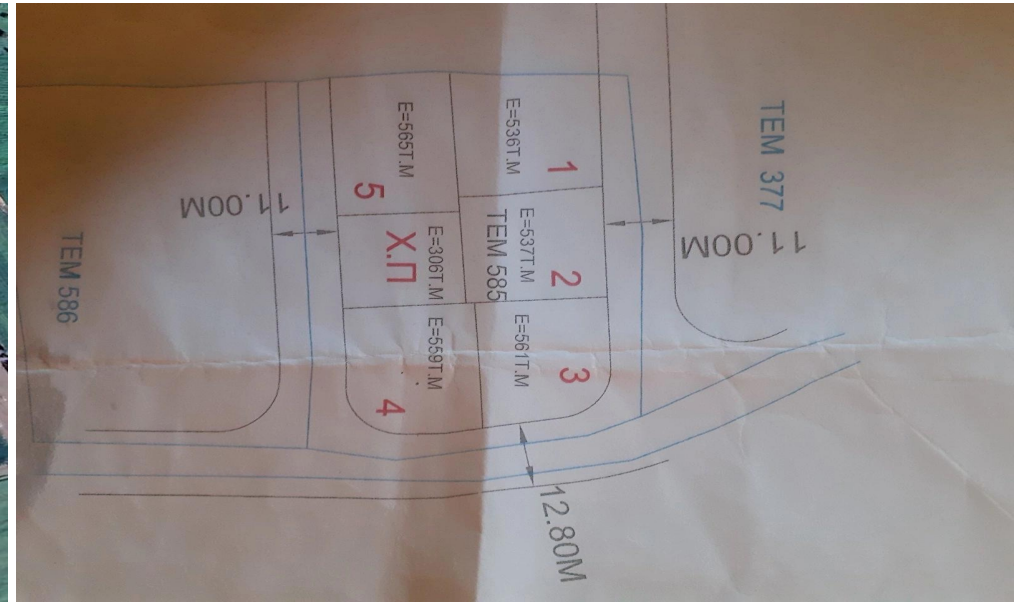 ΤΕΜ 377
11.00Μ
1
Ε=536Τ.Μ
2
Ε=537Τ.Μ
ΤΕΜ 585
3
Ε=561Τ.Μ
Ε=565Τ.Μ
5
Ε=306Τ.Μ
Χ.Π
Ε=559Τ.Μ
4
11.00Μ
ΤΕΜ 586
12.80Μ